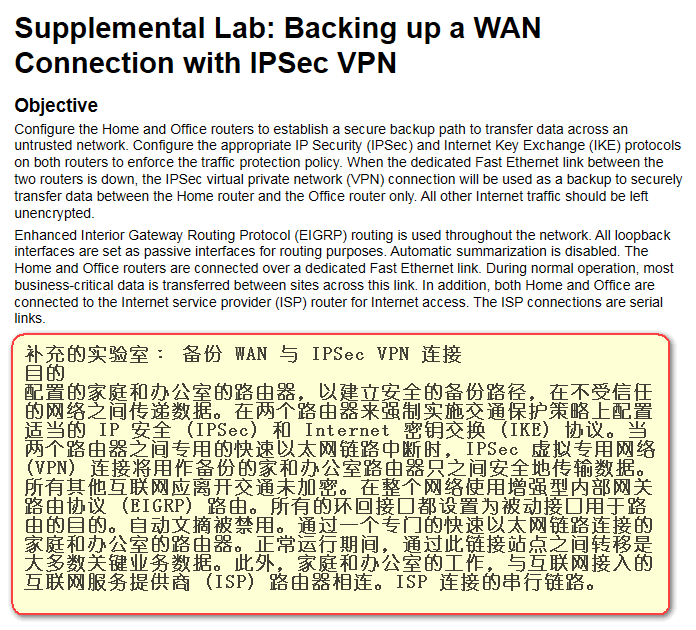 Supplemental Lab: Backing up a WAN
Connection with IPSec VPN
Objective
Configure the Home and Office routers to establish a secure backup path to transfer data across an
untrusted network. Configure the appropriate IP Security (IPSec) and Internet Key Exchange (IKE) protocols
on both routers to enforce the traffic protection policy. When the dedicated Fast Ethernet link between the
two routers is down, the IPSec virtual private network (VPN) connection will be used as a backup to securely
transfer data between the Home router and the Office router only. All other Internet traffic should be left
unencrypted.
Enhanced Interior Gateway Routing Protocol (EIGRP) routing is used throughout the network. All loopback
interfaces are set as passive interfaces for routing purposes. Automatic summarization is disabled. The
Home and Office routers are connected over a dedicated Fast Ethernet link. During normal operation, most
business-critical data is transferred between sites across this link. In addition, both Home and Office are
connected to the Internet service provider (ISP) router for Internet access. The ISP connections are serial
links.
补充的实验室： 备份 WAN 与 IPSec VPN 连接
目的
配置的家庭和办公室的路由器，以建立安全的备份路径，在不受信任
的网络之间传递数据。在两个路由器来强制实施交通保护策略上配置
适当的 IP 安全 (IPSec) 和 Internet 密钥交换 (IKE) 协议。当
两个路由器之间专用的快速以太网链路中断时，IPSec 虚拟专用网络
(VPN) 连接将用作备份的家和办公室路由器只之间安全地传输数据。
所有其他互联网应离开交通未加密。在整个网络使用增强型内部网关
路由协议 (EIGRP) 路由。所有的环回接口都设置为被动接口用于路
由的目的。自动文摘被禁用。通过一个专门的快速以太网链路连接的
家庭和办公室的路由器。正常运行期间，通过此链接站点之间转移是
大多数关键业务数据。此外，家庭和办公室的工作，与互联网接入的
互联网服务提供商 (ISP) 路由器相连。ISP 连接的串行链路。